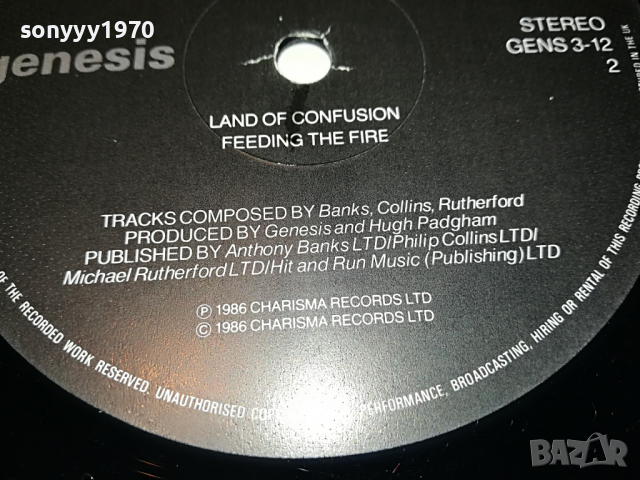 sonyyy1970
genesis
STEREO
GENS 3-12
2
LAND OF CONFUSION
FEEDING THE FIRE
TRACKS COMPOSED BY Banks, Collins, Rutherford
PRODUCED BY Genesis and Hugh Padgham
PUBLISHED BY Anthony Banks LTD/Philip Collins LTD/
Michael Rutherford LTD/Hit and Run Music (Publishing) LTD
Ⓟ 1986 CHARISMA RECORDS LTD
© 1986 CHARISMA RECORDS LTD
OF THE RECORDED WORK RESERVED. UNAUTHORISED PERFORMANCE, BROADCASTING, HIRING OR RENTAL OF THIS RECORDING
IN THE UK
BAZAR